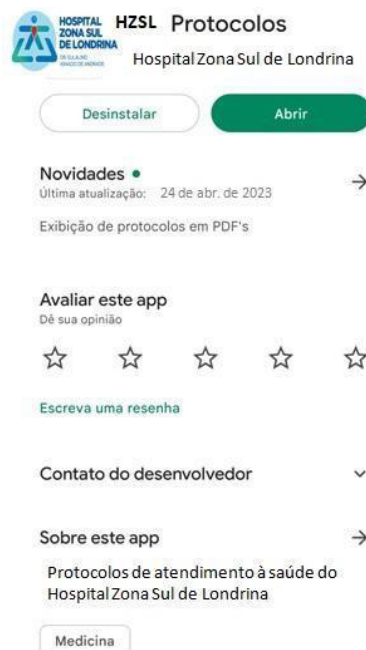 HOSPITAL
ZONA SUL
DE LONDRINA
HZSL Protocolos
Hospital Zona Sul de Londrina
Desinstalar
Abrir
Novidades
Última atualização: 24 de abr. de 2023
Exibição de protocolos em PDF's
Avaliar este app
Dê sua opinião
Escreva uma resenha
Contato do desenvolvedor
Sobre este app
Protocolos de atendimento à saúde do
Hospital Zona Sul de Londrina
Medicina